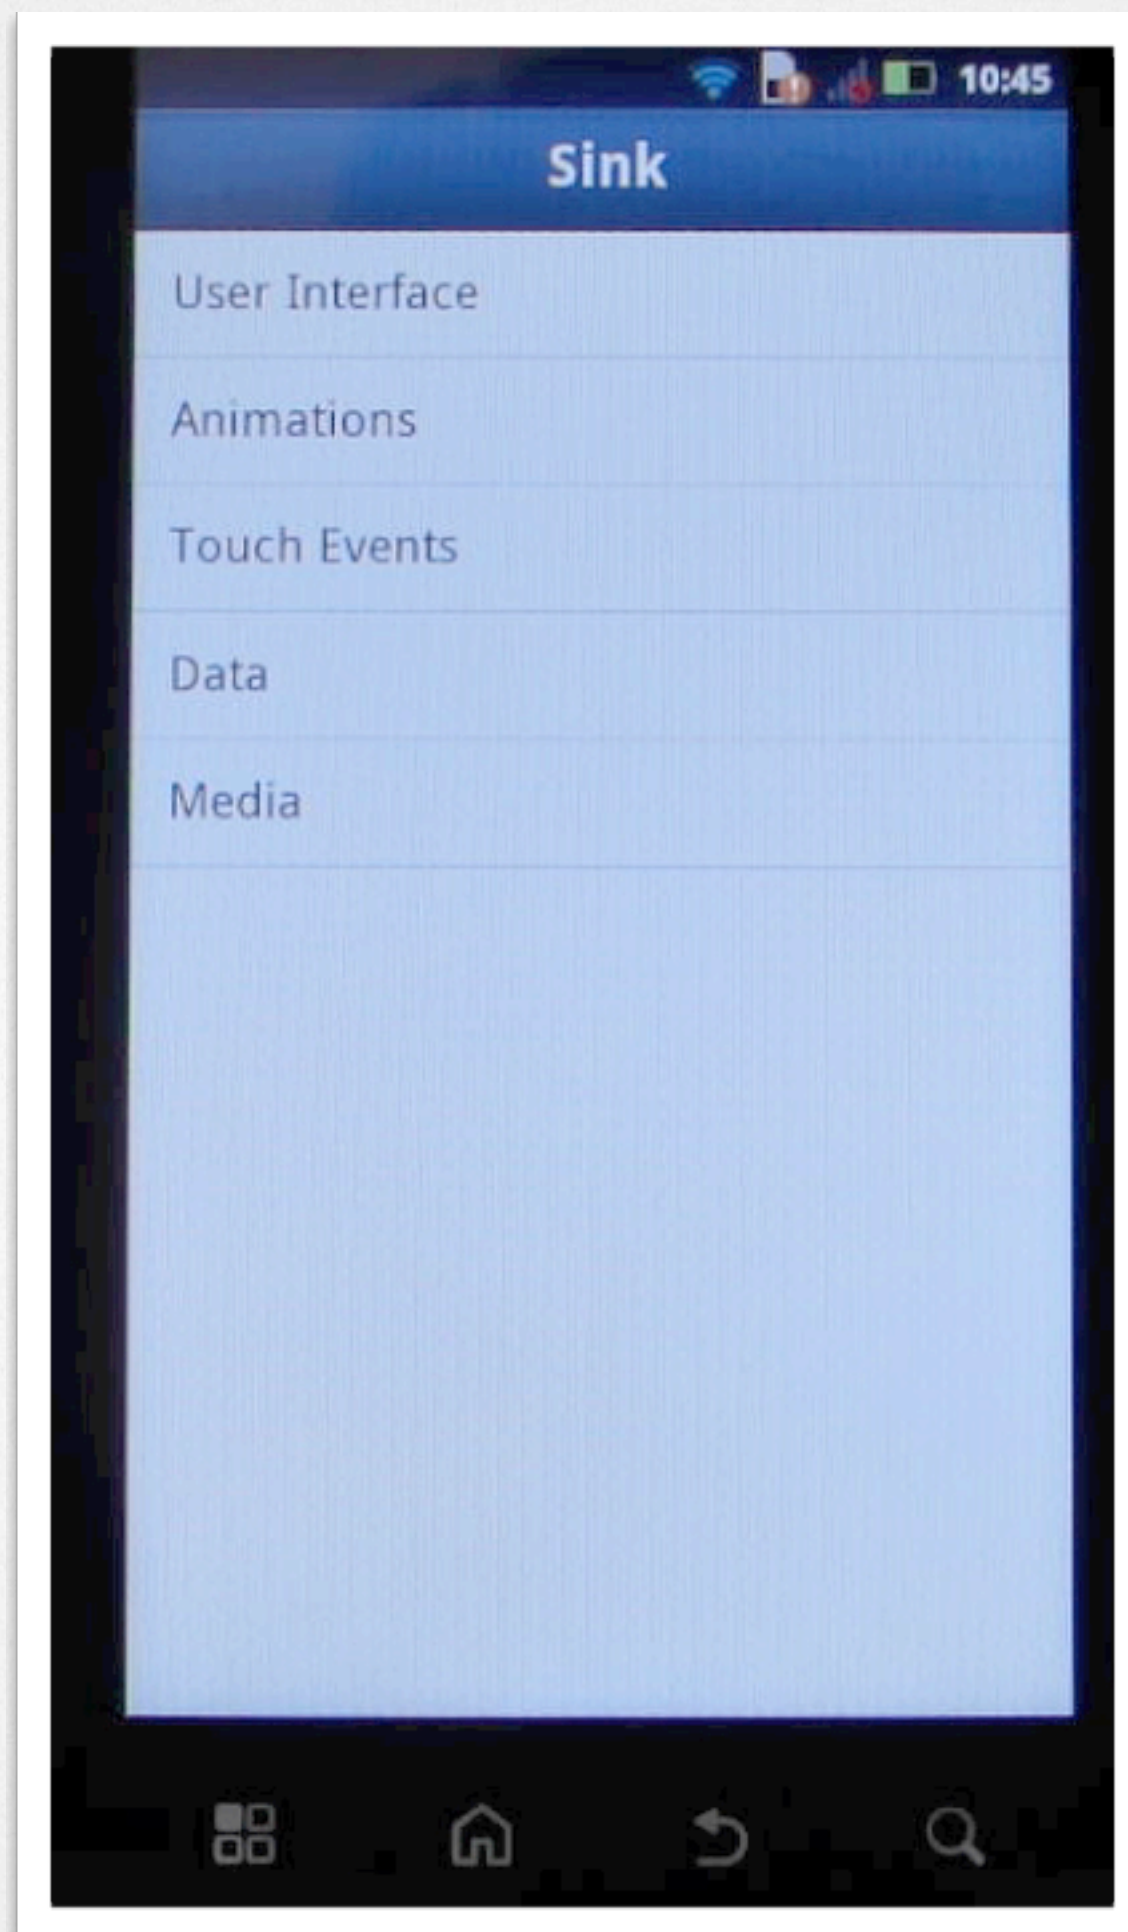 10:45
Sink
User Interface
Animations
Touch Events
Data
Media